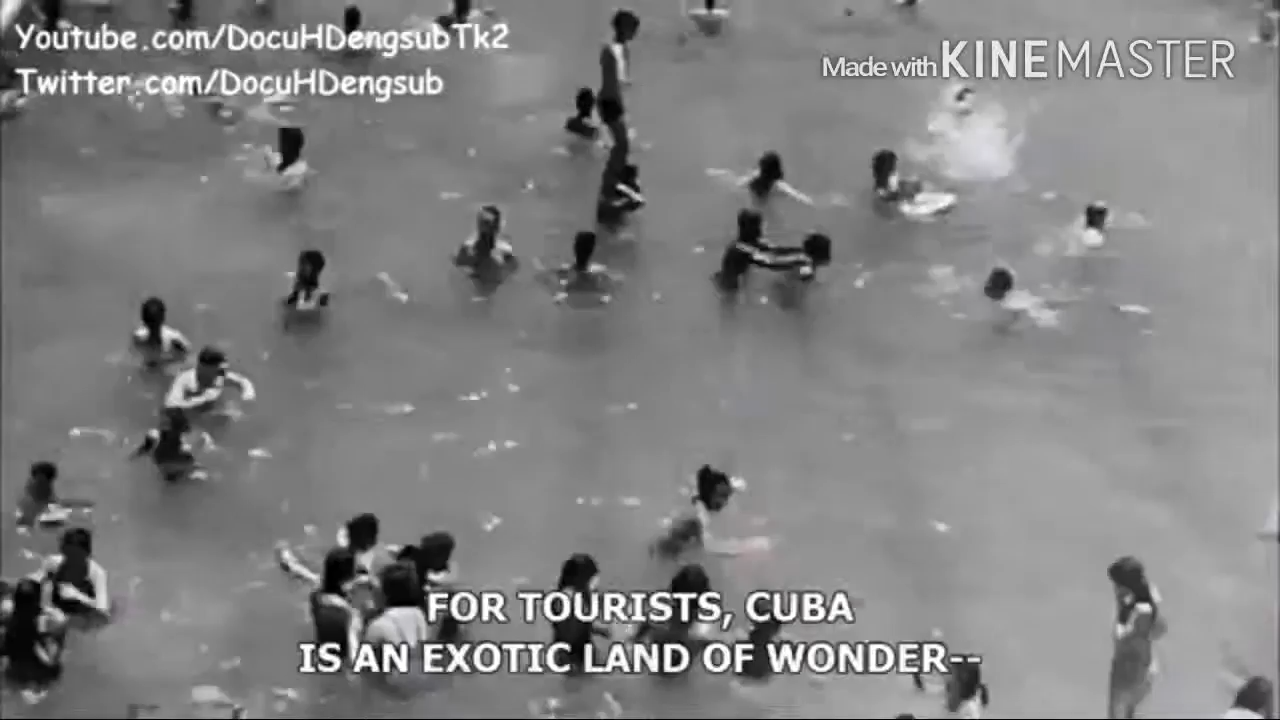 Youtube.com/DocuHDengsubTk2
Twitter.com/DocuHDengsub
Made with KINEMASTER
FOR TOURISTS, CUBA
IS AN EXOTIC LAND OF WONDER--